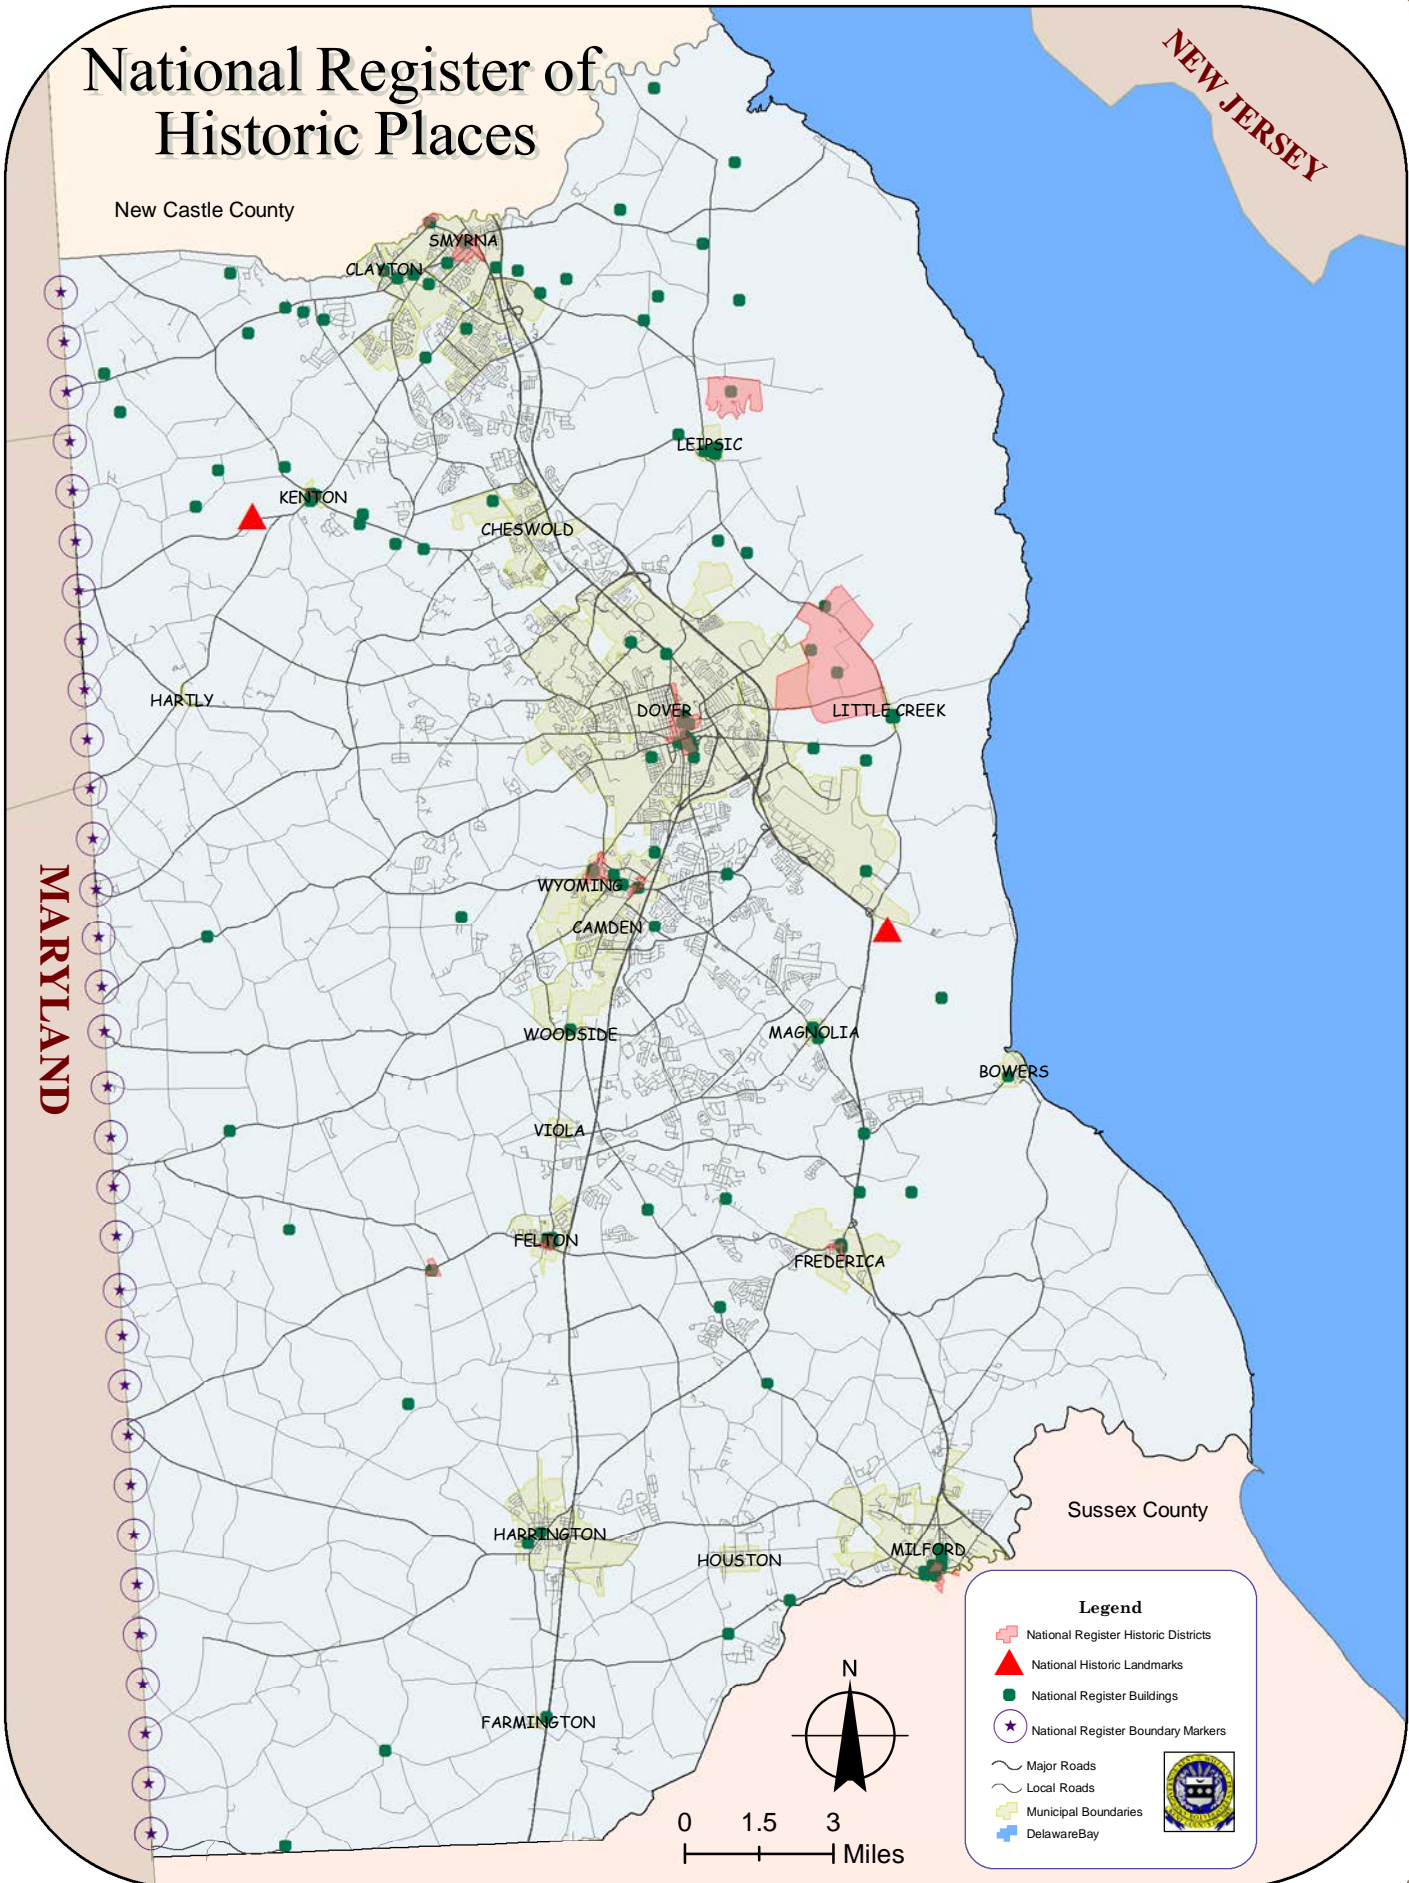 National Register of
Historic Places
NEW JERSEY
New Castle County
SMYRNA
CLAYTON
LEIPSIC
KENTON
CHESWOLD
HARTLY
DOVER
LITTLE CREEK
MARYLAND
WYOMING
CAMDEN
WOODSIDE
MAGNOLIA
BOWERS
VIOLA
FELTON
FREDERICA
Sussex County
HARRINGTON
HOUSTON
MILFORD
FARMINGTON
N
0 1.5 3
Miles
Legend
National Register Historic Districts
National Historic Landmarks
National Register Buildings
National Register Boundary Markers
Major Roads
Local Roads
Municipal Boundaries
DelawareBay